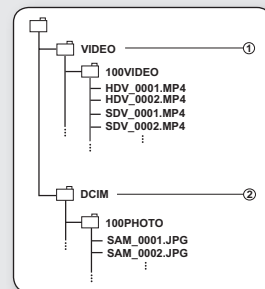 VIDEO ①
100VIDEO
HDV_0001.MP4
HDV_0002.MP4
SDV_0001.MP4
SDV_0002.MP4
DCIM ②
100PHOTO
SAM_0001.JPG
SAM_0002.JPG